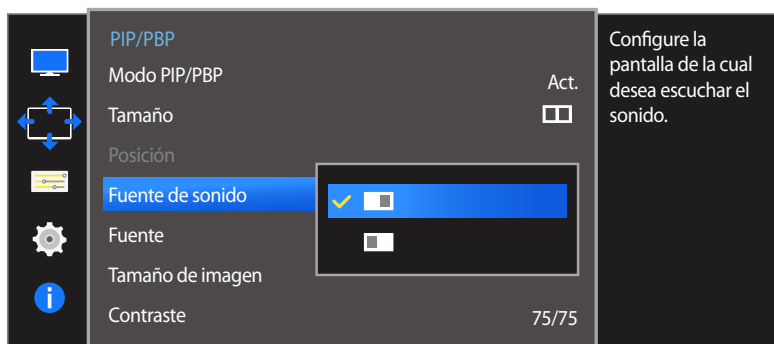 PIP/PBP
Modo PIP/PBP
Act.
Tamaño
Posición
Fuente de sonido
Fuente
Tamaño de imagen
Contraste
75/75
Configure la
pantalla de la cual
desea escuchar el
sonido.